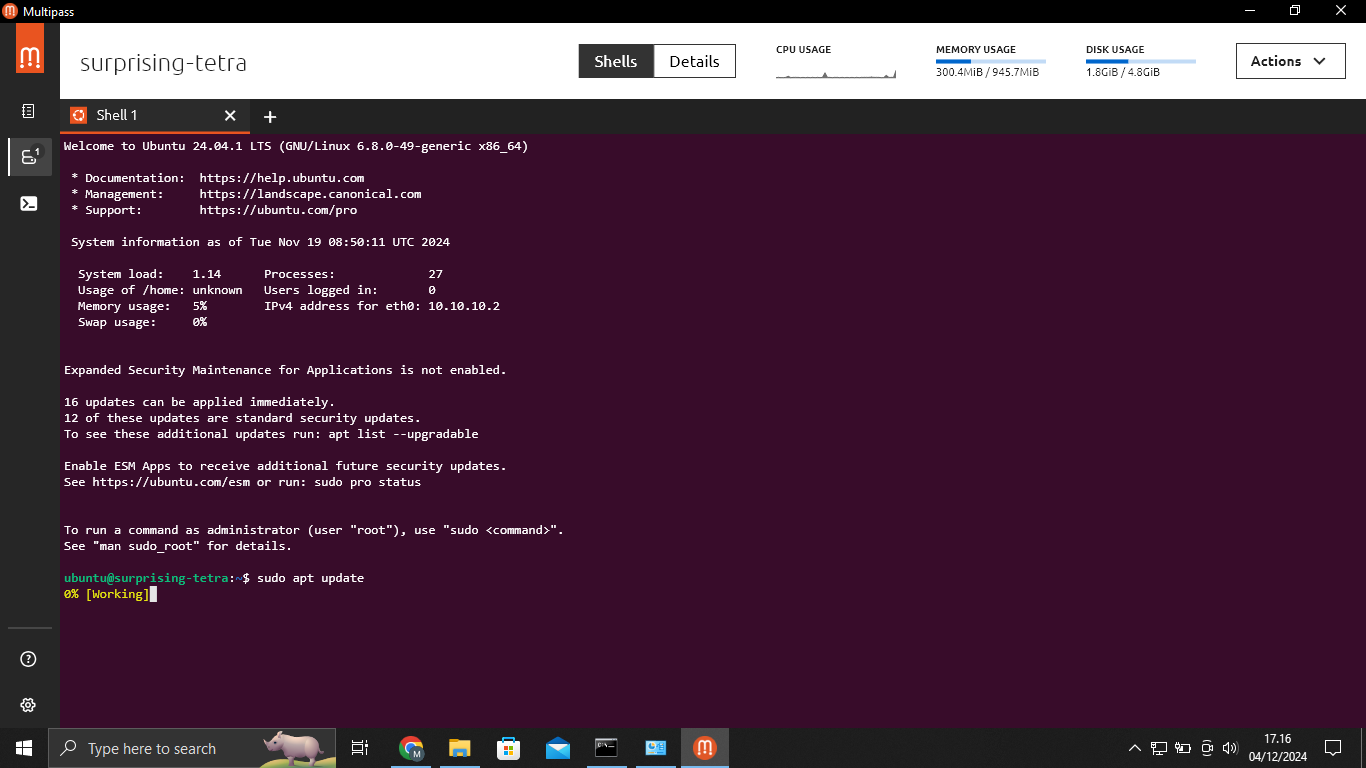 Multipass
surprising-tetra
Shells
Details
CPU USAGE
MEMORY USAGE
300.4MiB / 945.7MiB
DISK USAGE
1.8GiB / 4.8GiB
Actions
Shell 1
1
Welcome to Ubuntu 24.04.1 LTS (GNU/Linux 6.8.0-49-generic x86_64)
* Documentation:  https://help.ubuntu.com
* Management:     https://landscape.canonical.com
* Support:        https://ubuntu.com/pro
System information as of Tue Nov 19 08:50:11 UTC 2024
System load:    1.14      Processes:             27
Usage of /home: unknown   Users logged in:       0
Memory usage:   5%        IPv4 address for eth0: 10.10.10.2
Swap usage:     0%
Expanded Security Maintenance for Applications is not enabled.
16 updates can be applied immediately.
12 of these updates are standard security updates.
To see these additional updates run: apt list --upgradable
Enable ESM Apps to receive additional future security updates.
See https://ubuntu.com/esm or run: sudo pro status
To run a command as administrator (user "root"), use "sudo <command>".
See "man sudo_root" for details.
ubuntu@surprising-tetra:~$ sudo apt update
0% [Working]
Type here to search
M
17.16
04/12/2024